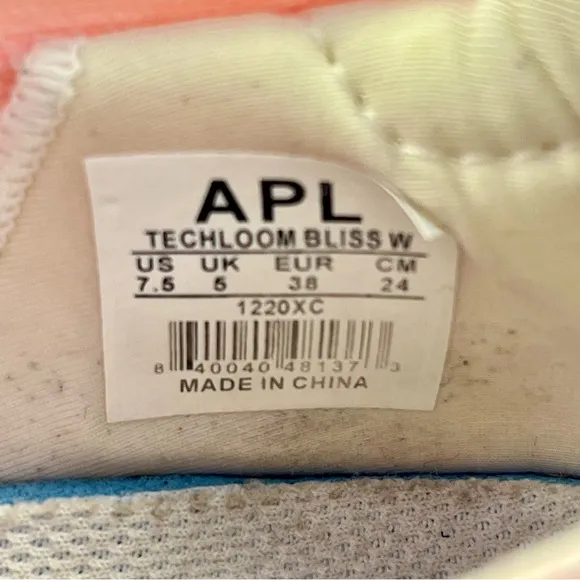 APL
TECHLOOM BLISS W
US UK EUR CM
7.5 5 38 24
1220XC
8 40040 48137 3
MADE IN CHINA